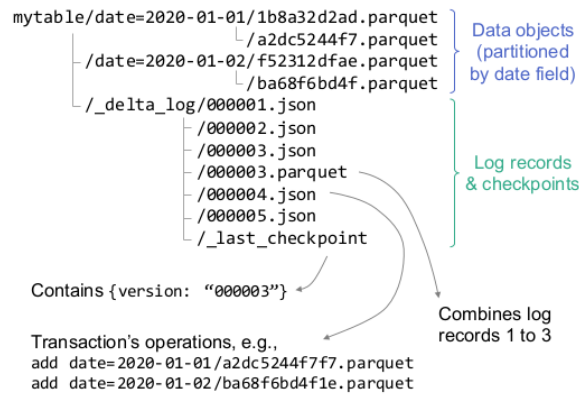 mytable/date=2020-01-01/1b8a32d2ad.parquet
/a2dc5244f7.parquet
/date=2020-01-02/f52312dfae.parquet
/ba68f6bd4f.parquet
/_delta_log/000001.json
/000002.json
/000003.json
/000003.parquet
/000004.json
/000005.json
/_last_checkpoint
Data objects
(partitioned
by date field)
Log records
& checkpoints
Contains {version: “000003”}
Combines log
records 1 to 3
Transaction’s operations, e.g.,
add date=2020-01-01/a2dc5244f7f7.parquet
add date=2020-01-02/ba68f6bd4f1e.parquet